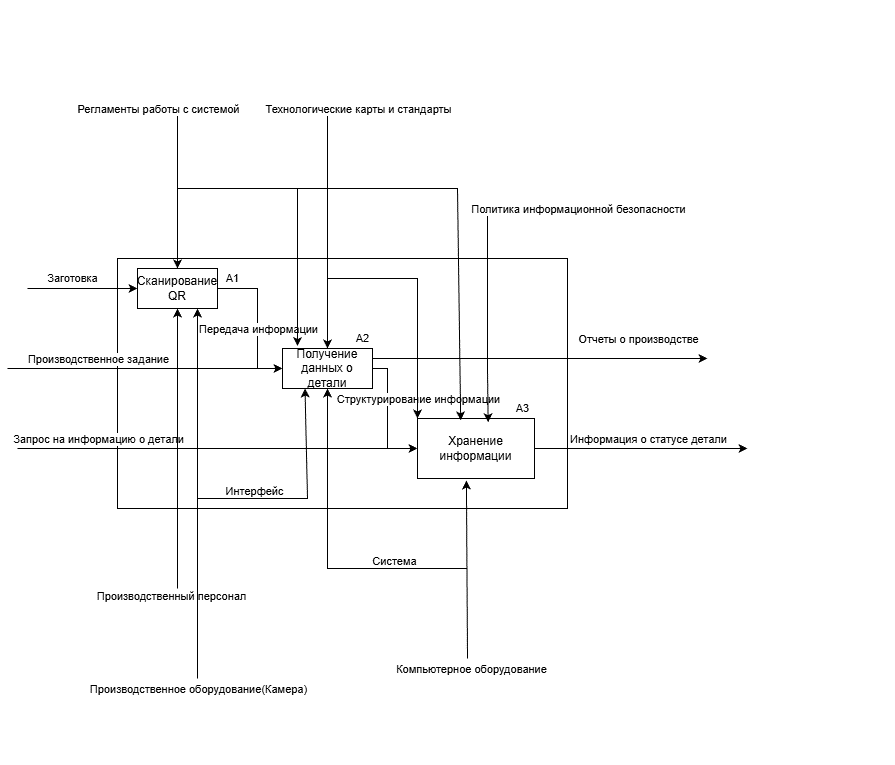 Регламенты работы с системой
Технологические карты и стандарты
Политика информационной безопасности
Заготовка
Сканирование
QR
A1
Передача информации
A2
Отчеты о производстве
Производственное задание
Получение
данных о
детали
Структурирование информации
A3
Запрос на информацию о детали
Хранение
информации
Информация о статусе детали
Интерфейс
Система
Производственный персонал
Компьютерное оборудование
Производственное оборудование(Камера)